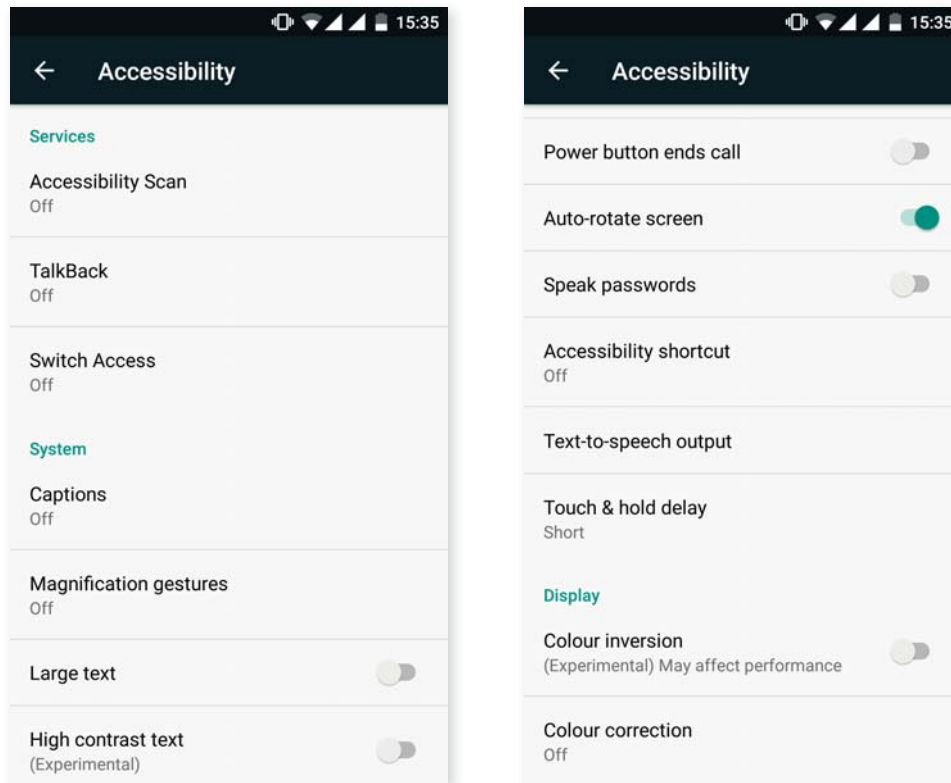 15:35
Accessibility
Services
Accessibility Scan
Off
TalkBack
Off
Switch Access
Off
System
Captions
Off
Magnification gestures
Off
Large text
High contrast text
(Experimental)
15:35
Accessibility
Power button ends call
Auto-rotate screen
Speak passwords
Accessibility shortcut
Off
Text-to-speech output
Touch & hold delay
Short
Display
Colour inversion
(Experimental) May affect performance
Colour correction
Off